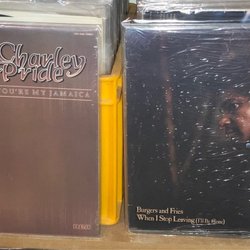 Charley
Pride
YOU'RE MY JAMAICA
Burgers and Fries
When I Stop Leaving (I'll Be Gone)